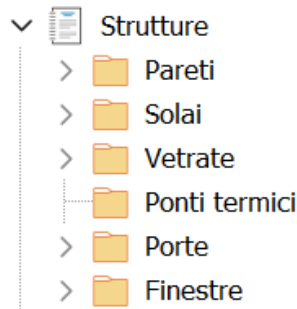 Strutture
Pareti
Solai
Vetrate
Ponti termici
Porte
Finestre